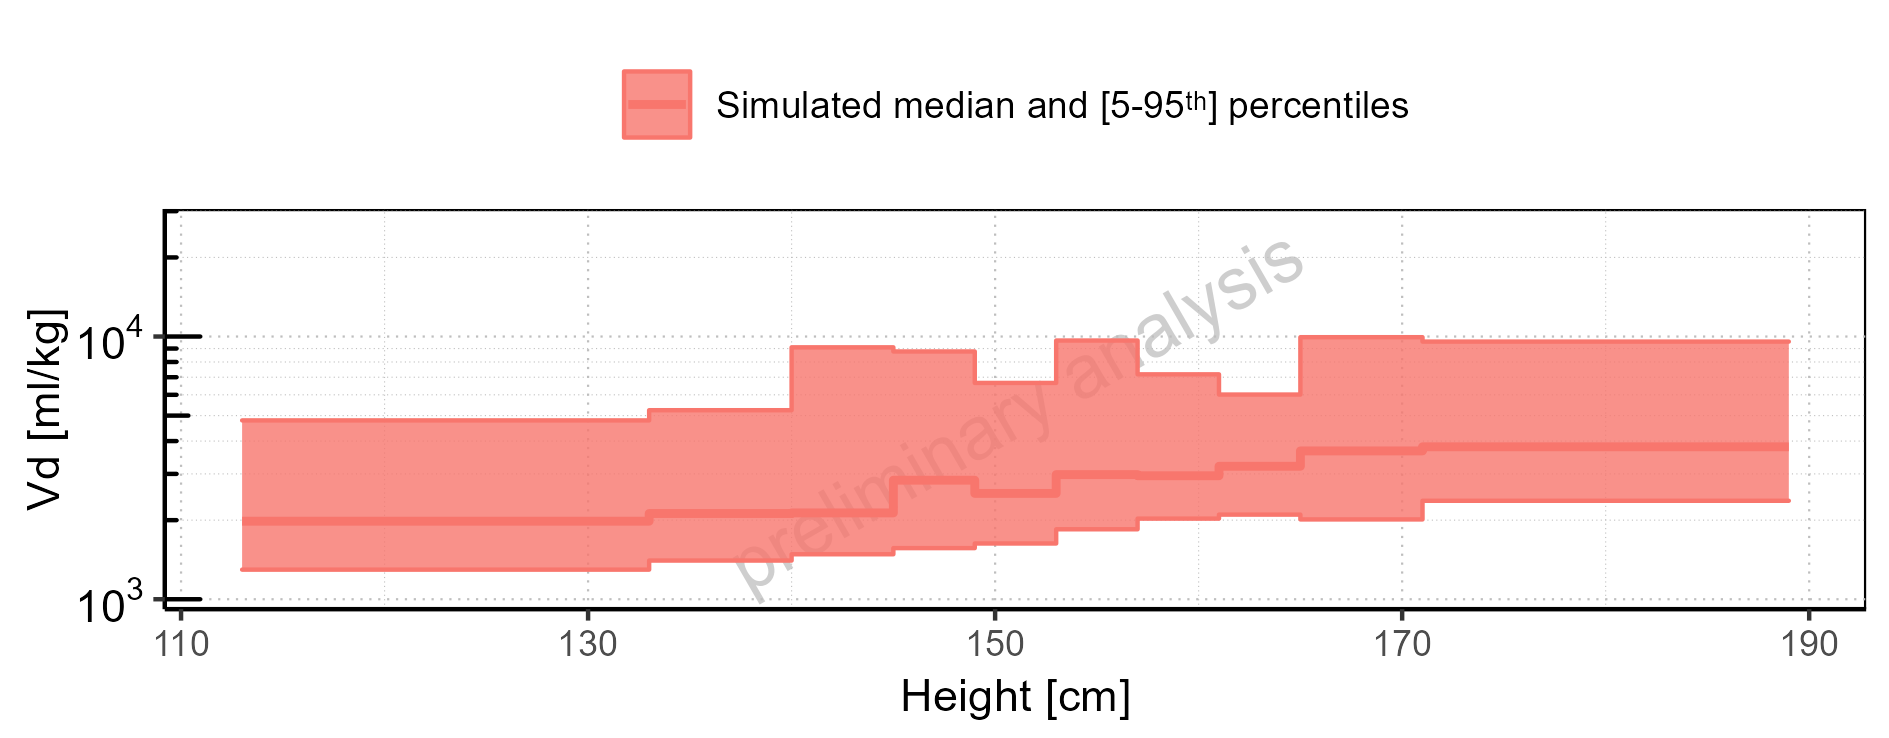 Simulated median and [5-95th] percentiles
Vd [ml/kg]
10^4
10^3
preliminary analysis
110 130 150 170 190
Height [cm]